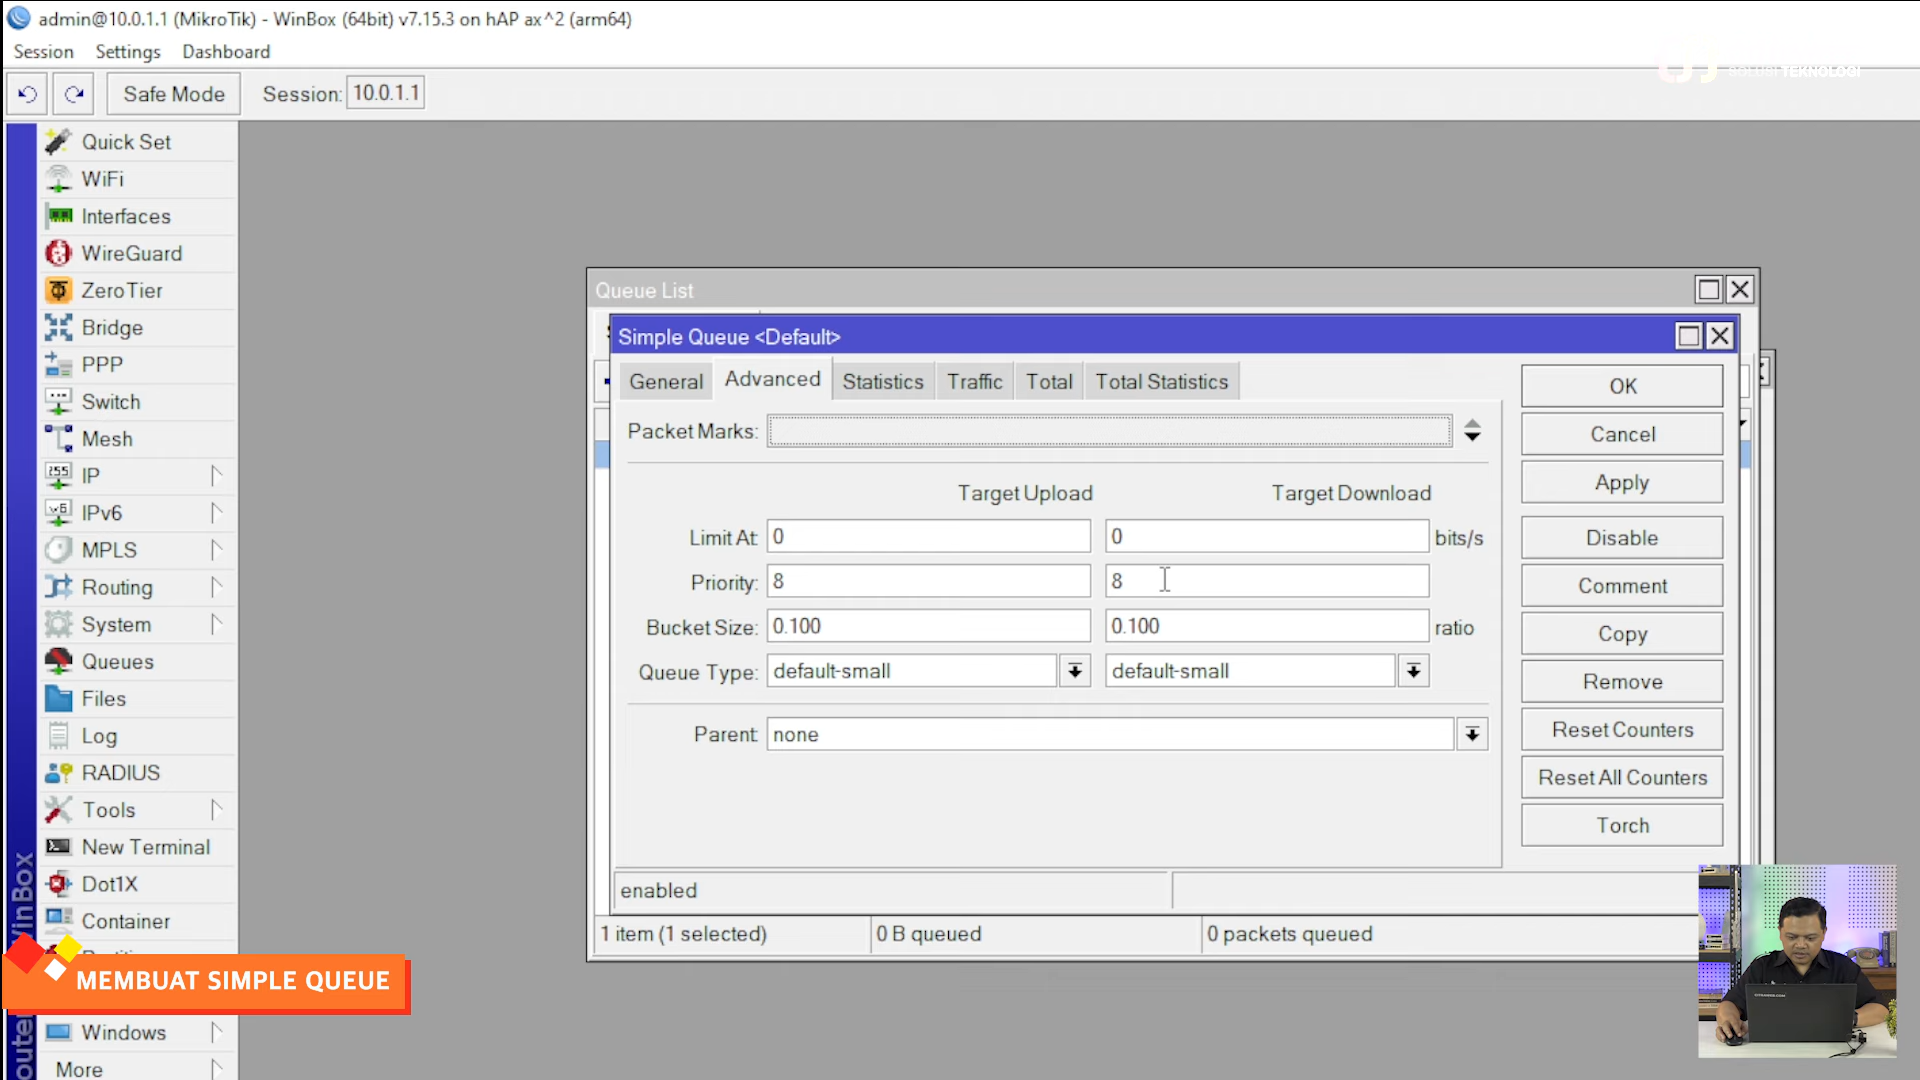 admin@10.0.1.1 (MikroTik) - WinBox (64bit) v7.15.3 on hAP ax^2 (arm64)
Session Settings Dashboard
SOLUSI TEKNOLOGI
Safe Mode Session: 10.0.1.1
Quick Set
WiFi
Interfaces
WireGuard
ZeroTier
Bridge
PPP
Switch
Mesh
IP
IPv6
MPLS
Routing
System
Queues
Files
Log
RADIUS
Tools
New Terminal
Dot1X
Container
Windows
More
WinBox
Queue List
Simple Queue <Default>
General Advanced Statistics Traffic Total Total Statistics
Packet Marks:
Target Upload Target Download
Limit At: 0 0 bits/s
Priority: 8 8
Bucket Size: 0.100 0.100 ratio
Queue Type: default-small default-small
Parent: none
OK
Cancel
Apply
Disable
Comment
Copy
Remove
Reset Counters
Reset All Counters
Torch
enabled
1 item (1 selected) 0 B queued 0 packets queued
MEMBUAT SIMPLE QUEUE